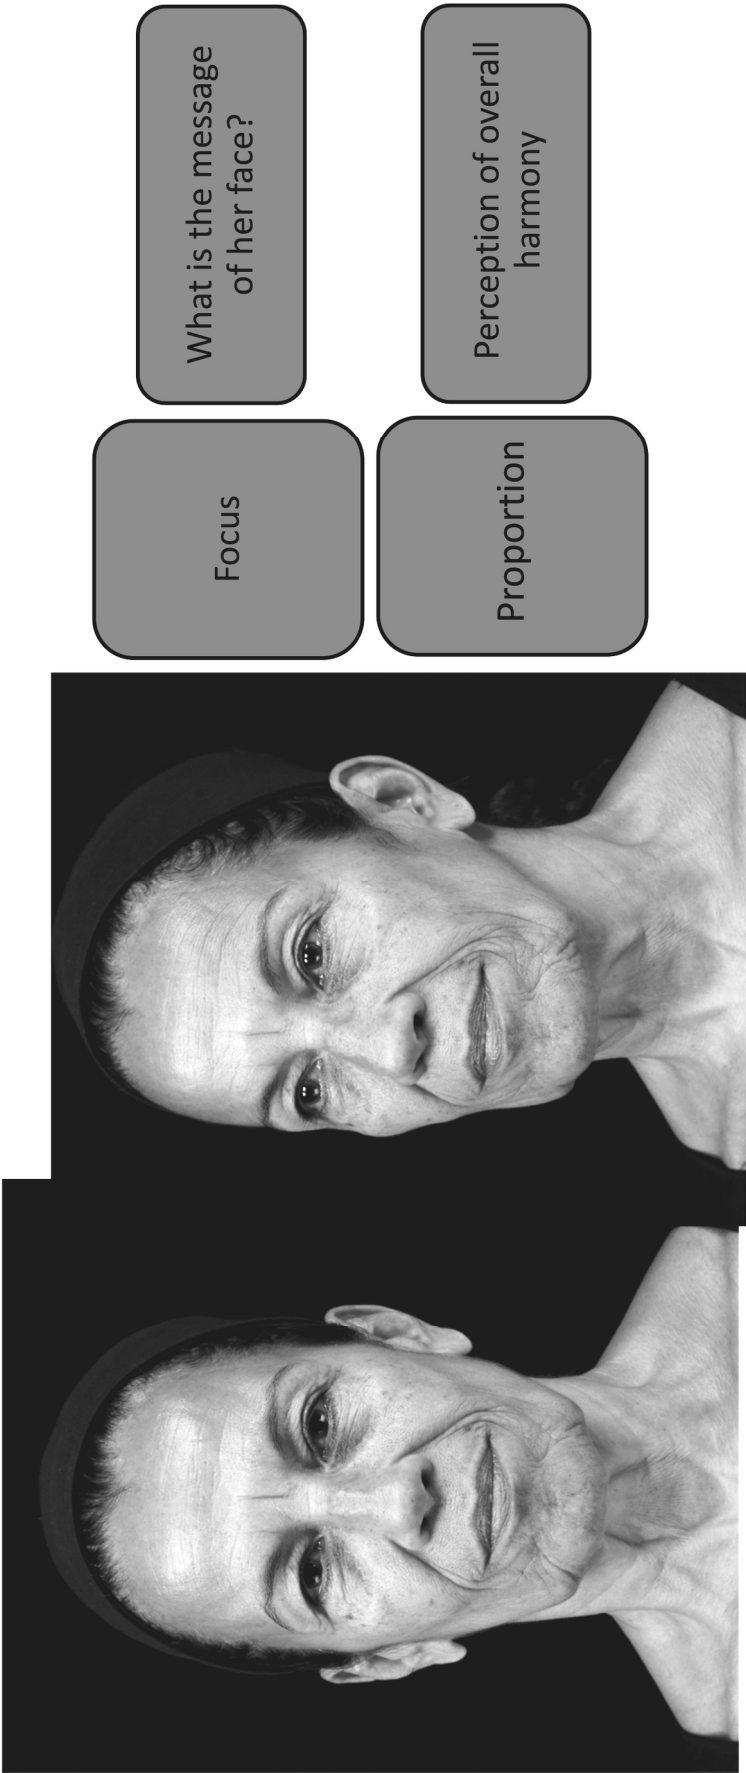 Focus
What is the message
of her face?
Proportion
Perception of overall
harmony